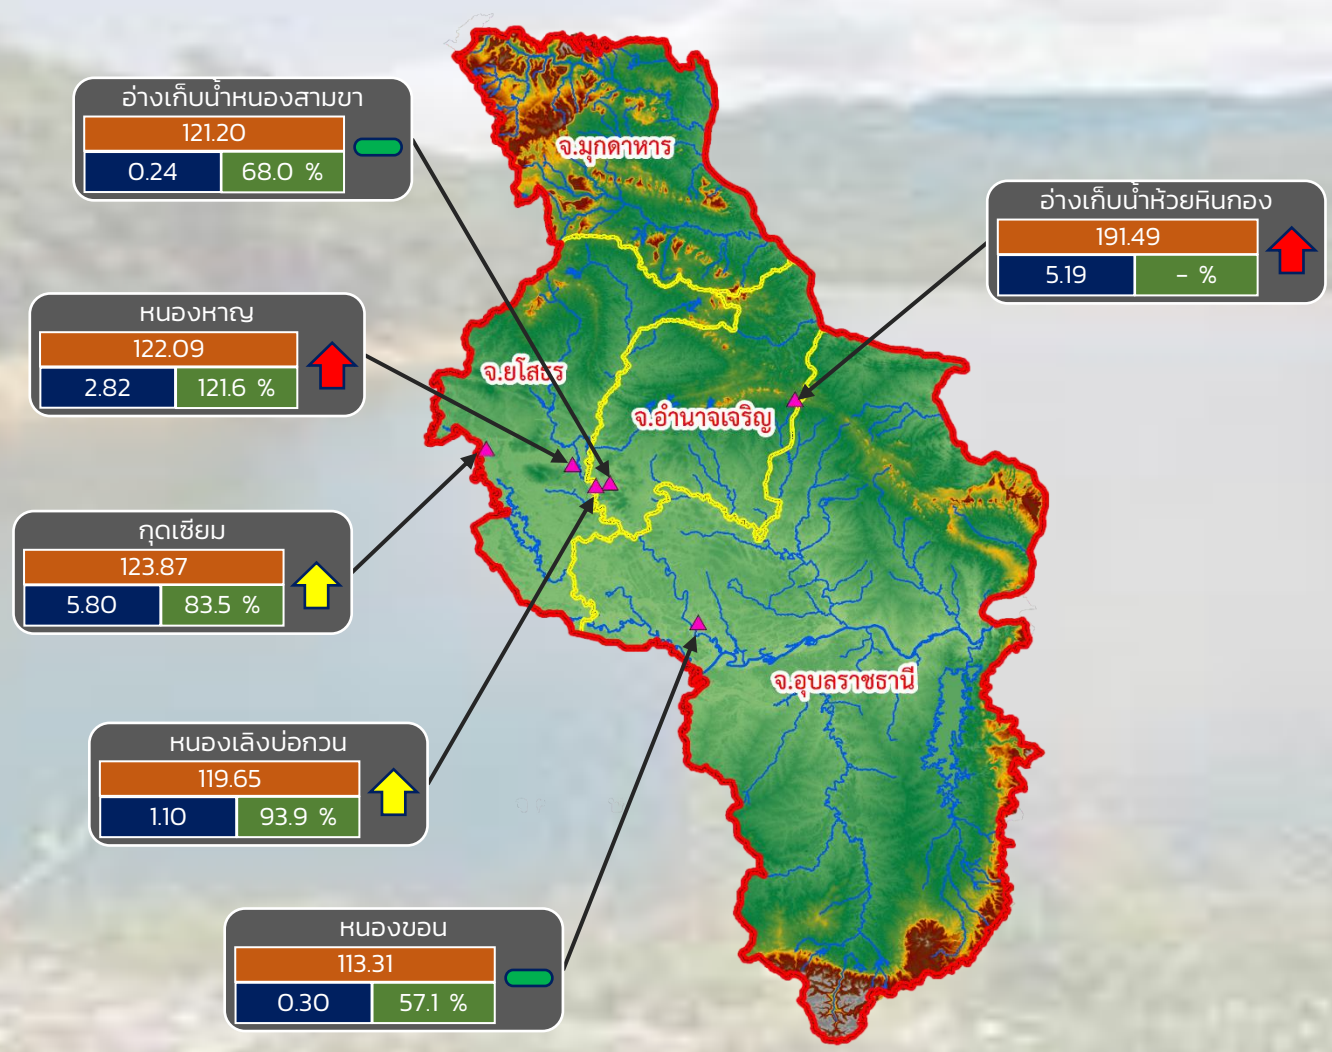 อ่างเก็บน้ำหนองสามขา
121.20
0.24 68.0 %
จ.มุกดาหาร
อ่างเก็บน้ำห้วยหินกอง
191.49
5.19 - %
หนองหาญ
122.09
2.82 121.6 %
จ.ยโสธร
จ.อำนาจเจริญ
กุดเซียม
123.87
5.80 83.5 %
จ.อุบลราชธานี
หนองเลิงบ่อกวน
119.65
1.10 93.9 %
หนองขอน
113.31
0.30 57.1 %